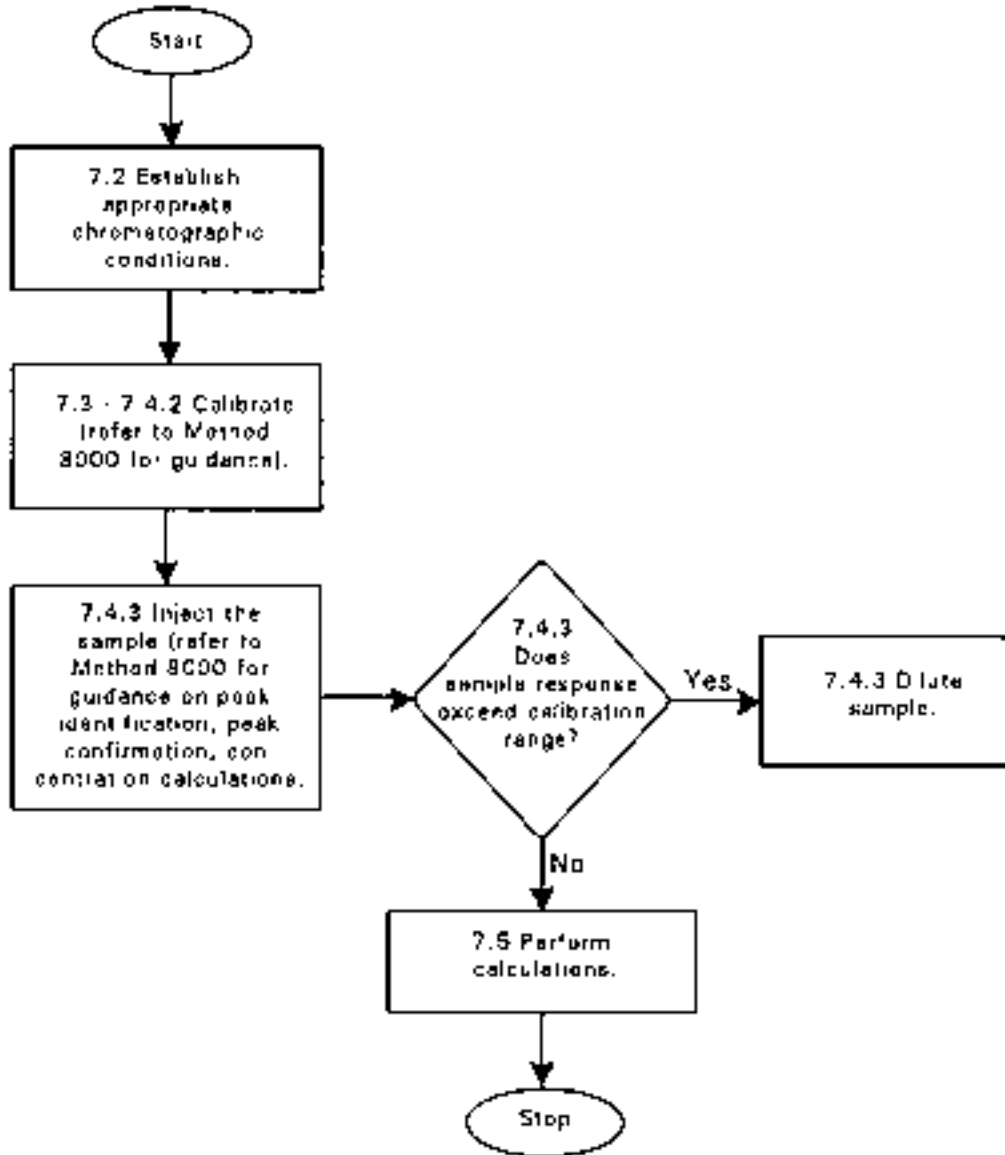 Start
7.2 Establish
appropriate
chromatographic
conditions.
7.3 - 7.4.2 Calibrate
(refer to Method
8000 for guidance).
7.4.3 Inject the
sample (refer to
Method 8000 for
guidance on peak
identification, peak
confirmation, con
centration calculations.
7.4.3
Does
sample response
exceed calibration
range?
Yes
7.4.3 Dilute
sample.
No
7.5 Perform
calculations.
Stop